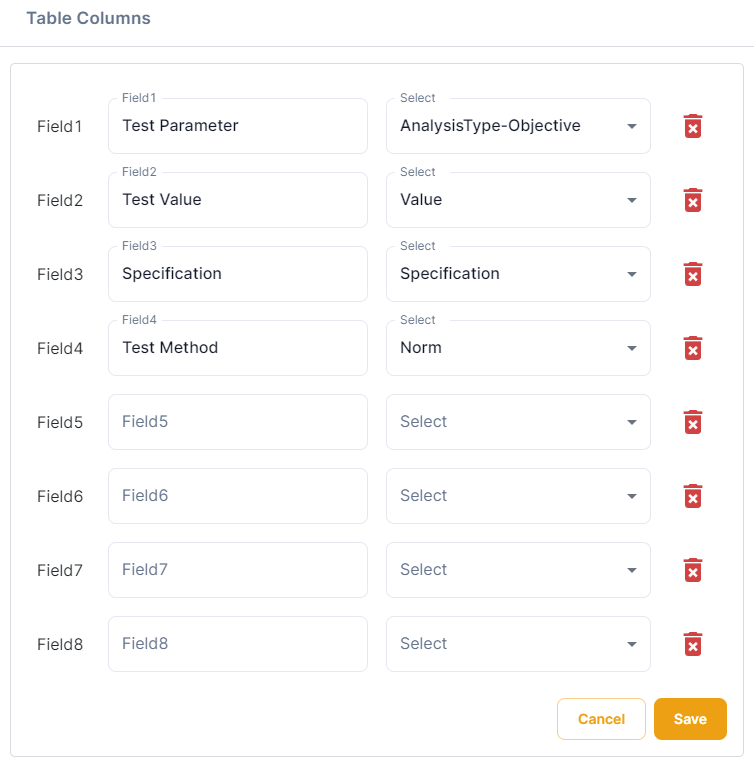 Table Columns
Field1 Select
Field1 Test Parameter AnalysisType-Objective
Field2 Select
Field2 Test Value Value
Field3 Select
Field3 Specification Specification
Field4 Select
Field4 Test Method Norm
Field5 Field5 Select
Field6 Field6 Select
Field7 Field7 Select
Field8 Field8 Select
Cancel Save